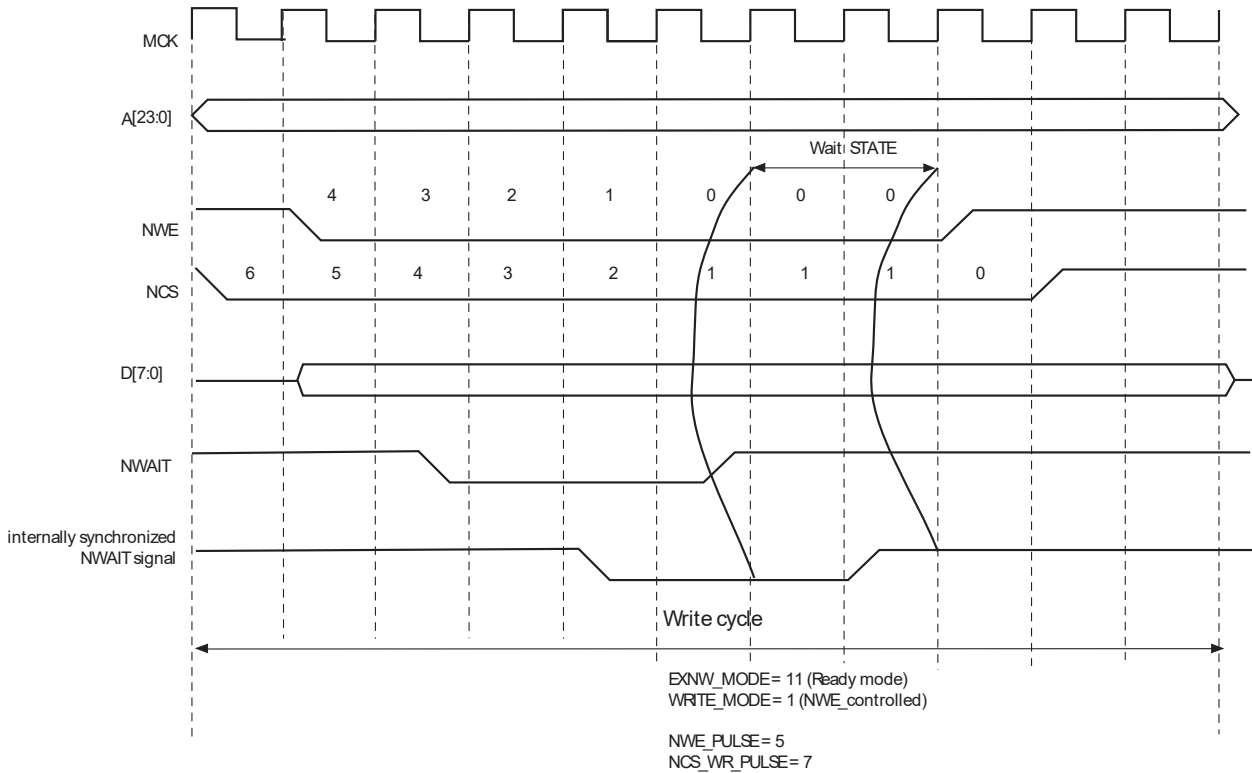 MCK
A[23:0]
Wait STATE
4 3 2 1 0 0 0
NWE
6 5 4 3 2 1 1 1 0
NCS
D[7:0]
NWAIT
internally synchronized
NWAIT signal
Write cycle
EXNW_MODE = 11 (Ready mode)
WRITE_MODE = 1 (NWE_controlled)
NWE_PULSE = 5
NCS_WR_PULSE = 7